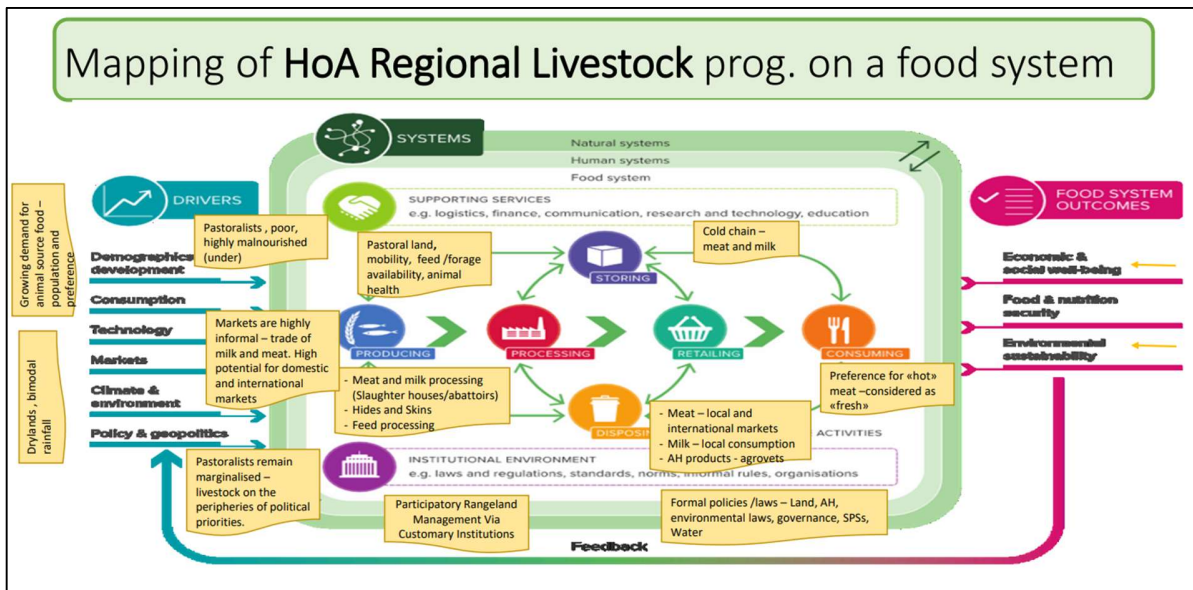 Mapping of HoA Regional Livestock prog. on a food system
SYSTEMS
Natural systems
Human systems
Food system
DRIVERS
FOOD SYSTEM
OUTCOMES
Growing demand for
animal source food –
population and
preference
Drylands , bimodal
rainfall
Pastoralists , poor,
highly malnourished
(under)
Demographics
development
Consumption
Technology
Markets
Climate &
environment
Policy & geopolitics
Markets are highly
informal – trade of
milk and meat. High
potential for domestic
and international
markets
Pastoralists remain
marginalised –
livestock on the
peripheries of political
priorities.
SUPPORTING SERVICES
e.g. logistics, finance, communication, research and technology, education
Pastoral land,
mobility, feed /forage
availability, animal
health
Cold chain –
meat and milk
STORING
PRODUCING
PROCESSING
RETAILING
CONSUMING
- Meat and milk processing
(Slaughter houses/abattoirs)
- Hides and Skins
- Feed processing
Preference for «hot»
meat –considered as
«fresh»
- Meat – local and
international markets
- Milk – local consumption
- AH products - agrovets
ACTIVITIES
INSTITUTIONAL ENVIRONMENT
e.g. laws and regulations, standards, norms, informal rules, organisations
Participatory Rangeland
Management Via
Customary Institutions
Formal policies /laws – Land, AH,
environmental laws, governance, SPSs,
Water
Economic &
social well-being
Food & nutrition
security
Environmental
sustainability
Feedback